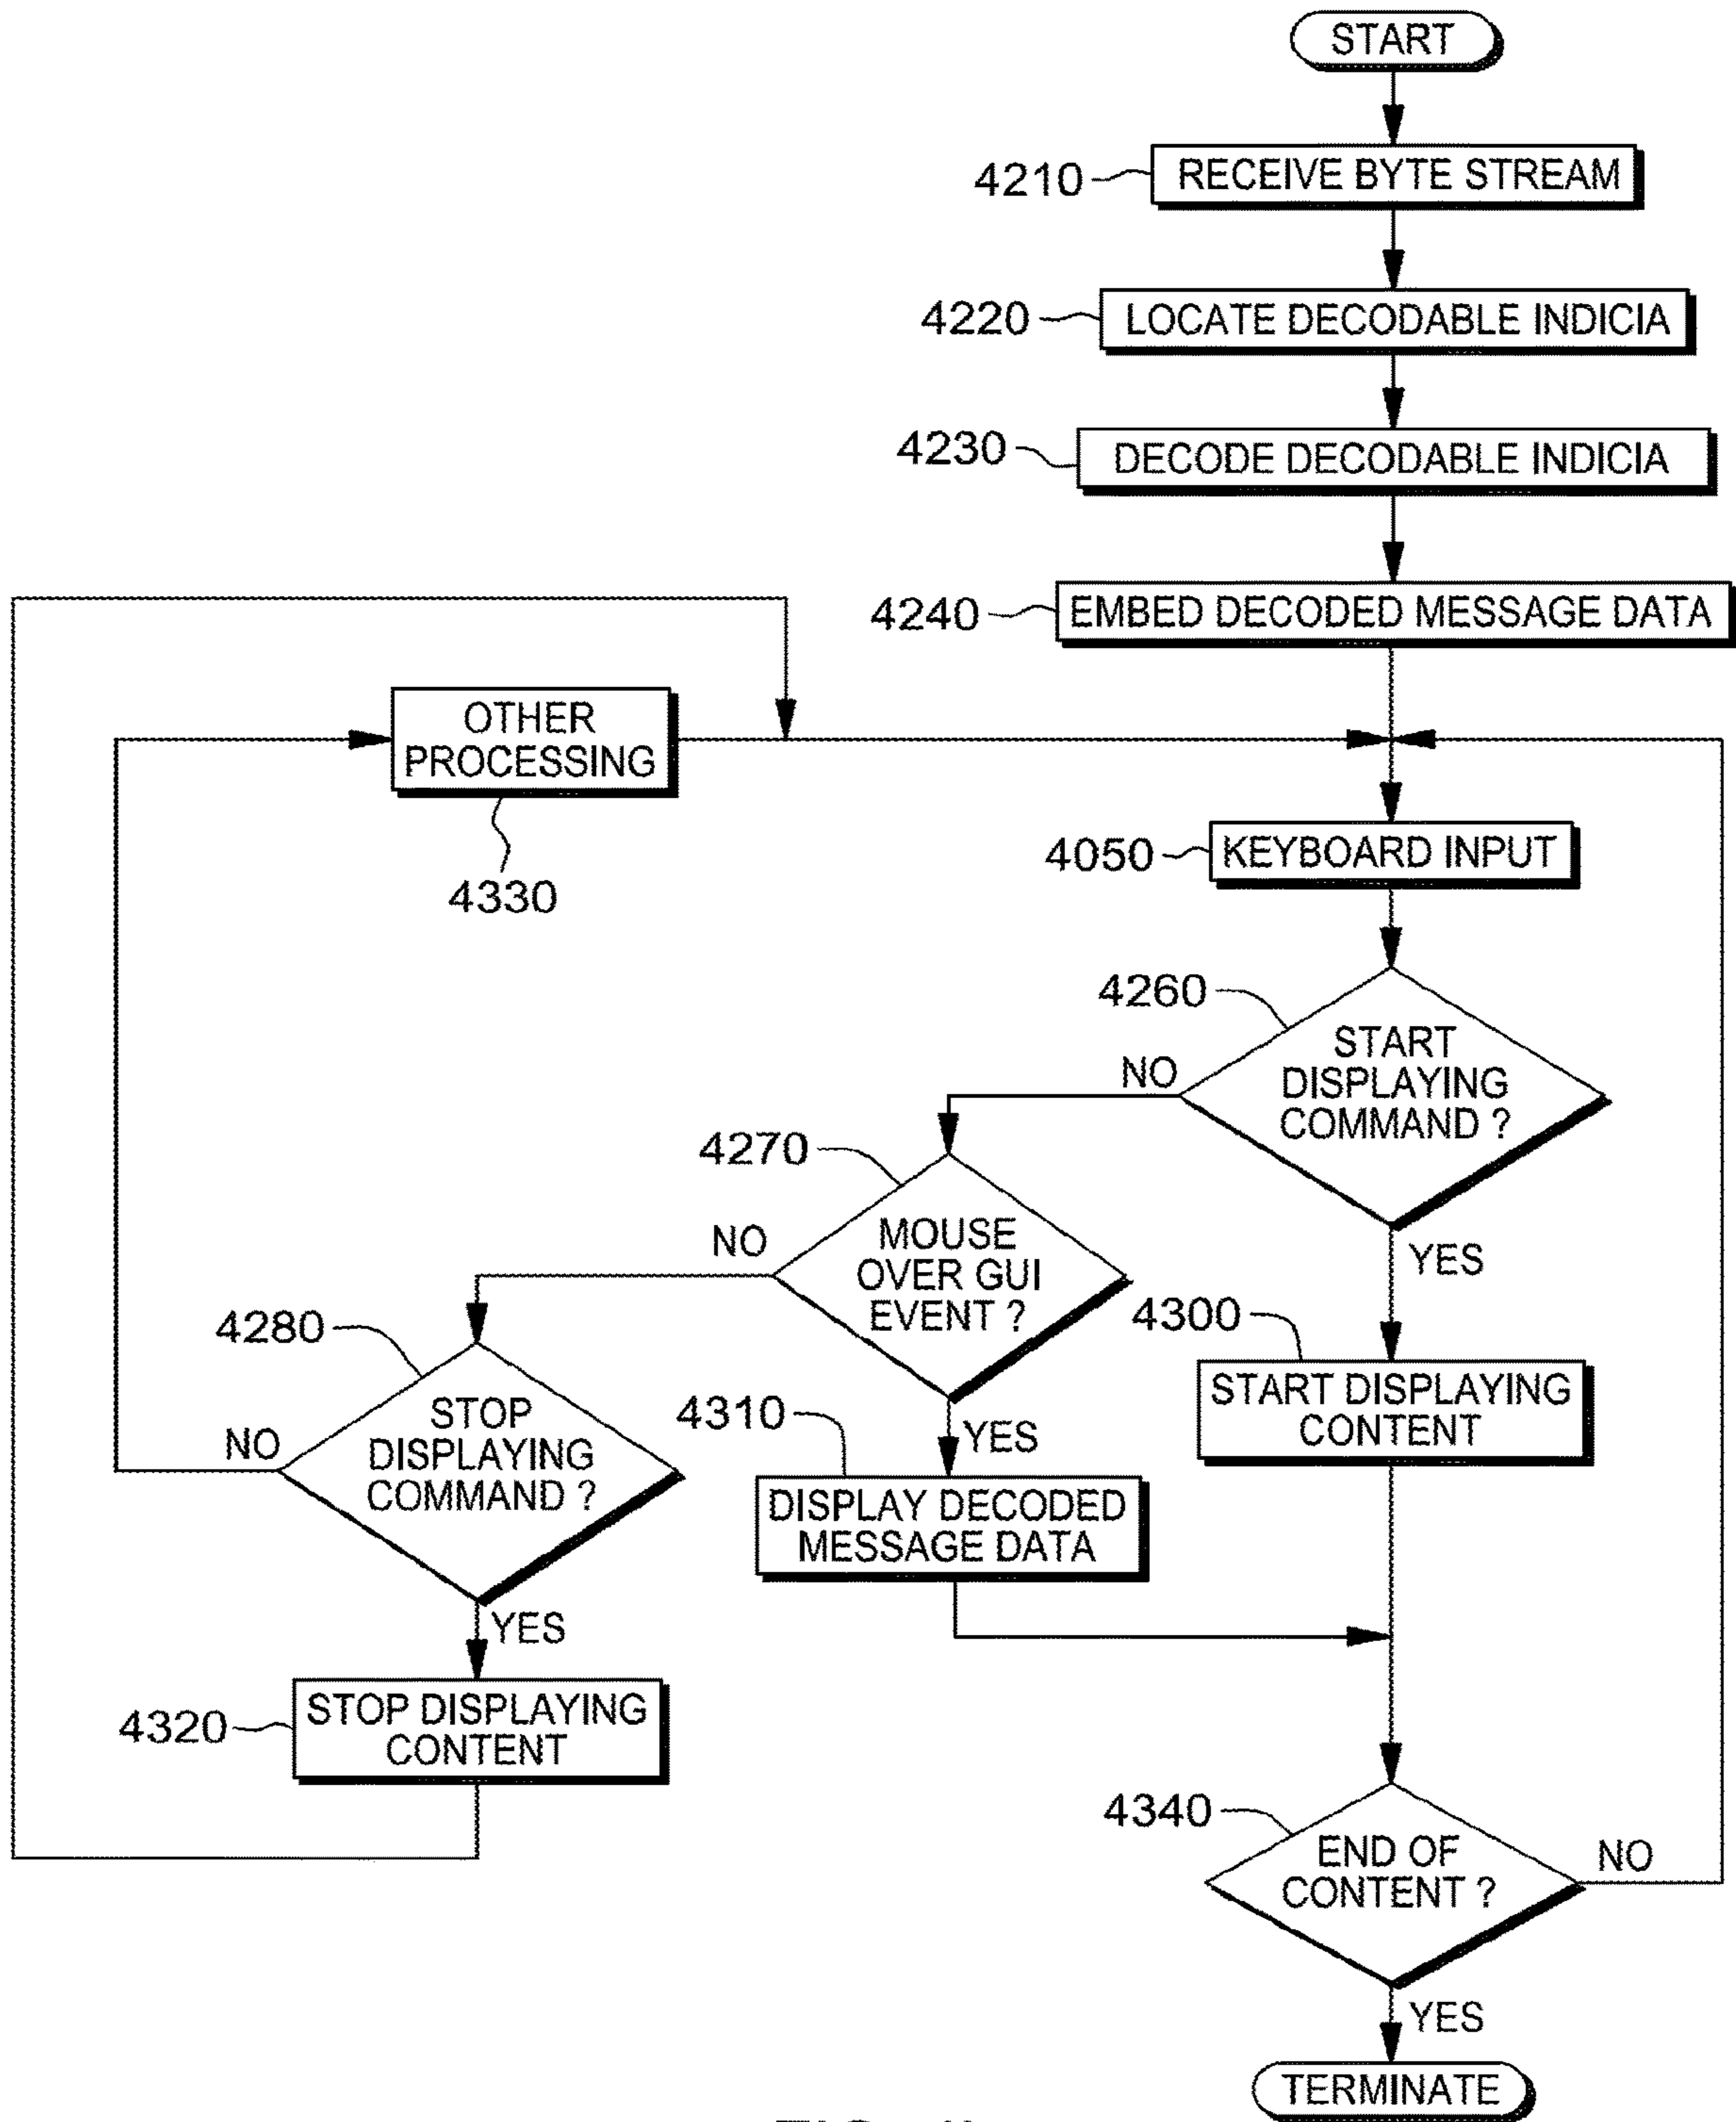 START
4210
RECEIVE BYTE STREAM
4220
LOCATE DECODABLE INDICIA
4230
DECODE DECODABLE INDICIA
4240
EMBED DECODED MESSAGE DATA
OTHER
PROCESSING
4330
4050
KEYBOARD INPUT
4260
START
DISPLAYING
COMMAND ?
NO
YES
4270
MOUSE
OVER GUI
EVENT ?
NO
YES
4280
STOP
DISPLAYING
COMMAND ?
NO
YES
4300
START DISPLAYING
CONTENT
4310
DISPLAY DECODED
MESSAGE DATA
4320
STOP DISPLAYING
CONTENT
4340
END OF
CONTENT ?
NO
YES
TERMINATE